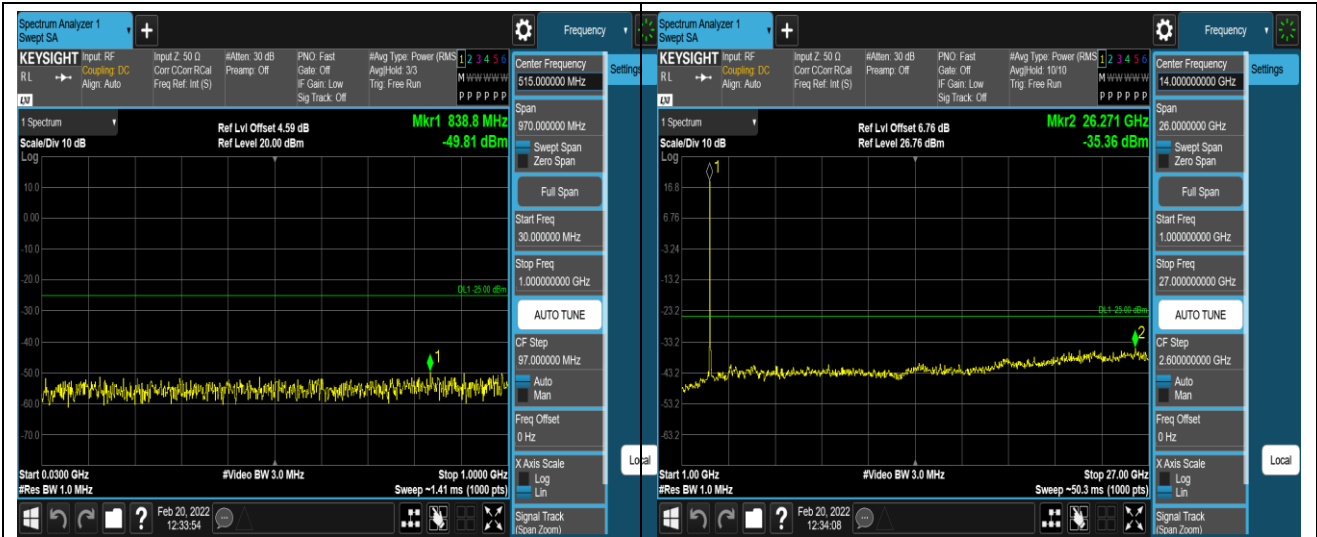 Spectrum Analyzer 1
Swept SA
+
Frequency
KEYSIGHT
RL
LXI
Input: RF
Coupling: DC
Align: Auto
Input Z: 50 Ω
Corr CCorr RCal
Freq Ref: Int (S)
#Atten: 30 dB
Preamp: Off
PNO: Fast
Gate: Off
IF Gain: Low
Sig Track: Off
#Avg Type: Power (RMS
Avg|Hold: 3/3
Trig: Free Run
1 2 3 4 5 6
M W W W W W
P P P P P P
Center Frequency
515.000000 MHz
Settings
Span
970.000000 MHz
Swept Span
Zero Span
Full Span
Start Freq
30.000000 MHz
Stop Freq
1.000000000 GHz
AUTO TUNE
CF Step
97.000000 MHz
Auto
Man
Freq Offset
0 Hz
X Axis Scale
Log
Lin
Local
Signal Track
(Span Zoom)
1 Spectrum
Scale/Div 10 dB
Log
Ref Lvl Offset 4.59 dB
Ref Level 20.00 dBm
Mkr1 838.8 MHz
-49.81 dBm
10.0
0.00
-10.0
-20.0
DL1 -25.00 dBm
-30.0
-40.0
1
-50.0
-60.0
-70.0
Start 0.0300 GHz
#Res BW 1.0 MHz
#Video BW 3.0 MHz
Stop 1.0000 GHz
Sweep ~1.41 ms (1000 pts)
?
Feb 20, 2022
12:33:54
Spectrum Analyzer 1
Swept SA
+
Frequency
KEYSIGHT
RL
LXI
Input: RF
Coupling: DC
Align: Auto
Input Z: 50 Ω
Corr CCorr RCal
Freq Ref: Int (S)
#Atten: 30 dB
Preamp: Off
PNO: Fast
Gate: Off
IF Gain: Low
Sig Track: Off
#Avg Type: Power (RMS
Avg|Hold: 10/10
Trig: Free Run
1 2 3 4 5 6
M W W W W W
P P P P P P
Center Frequency
14.000000000 GHz
Settings
Span
26.0000000 GHz
Swept Span
Zero Span
Full Span
Start Freq
1.000000000 GHz
Stop Freq
27.000000000 GHz
AUTO TUNE
CF Step
2.600000000 GHz
Auto
Man
Freq Offset
0 Hz
X Axis Scale
Log
Lin
Local
Signal Track
(Span Zoom)
1 Spectrum
Scale/Div 10 dB
Log
Ref Lvl Offset 6.76 dB
Ref Level 26.76 dBm
Mkr2 26.271 GHz
-35.36 dBm
1
16.8
6.76
-3.24
-13.2
-23.2
DL1 -25.00 dBm
-33.2
2
-43.2
-53.2
-63.2
Start 1.00 GHz
#Res BW 1.0 MHz
#Video BW 3.0 MHz
Stop 27.00 GHz
Sweep ~50.3 ms (1000 pts)
?
Feb 20, 2022
12:34:08